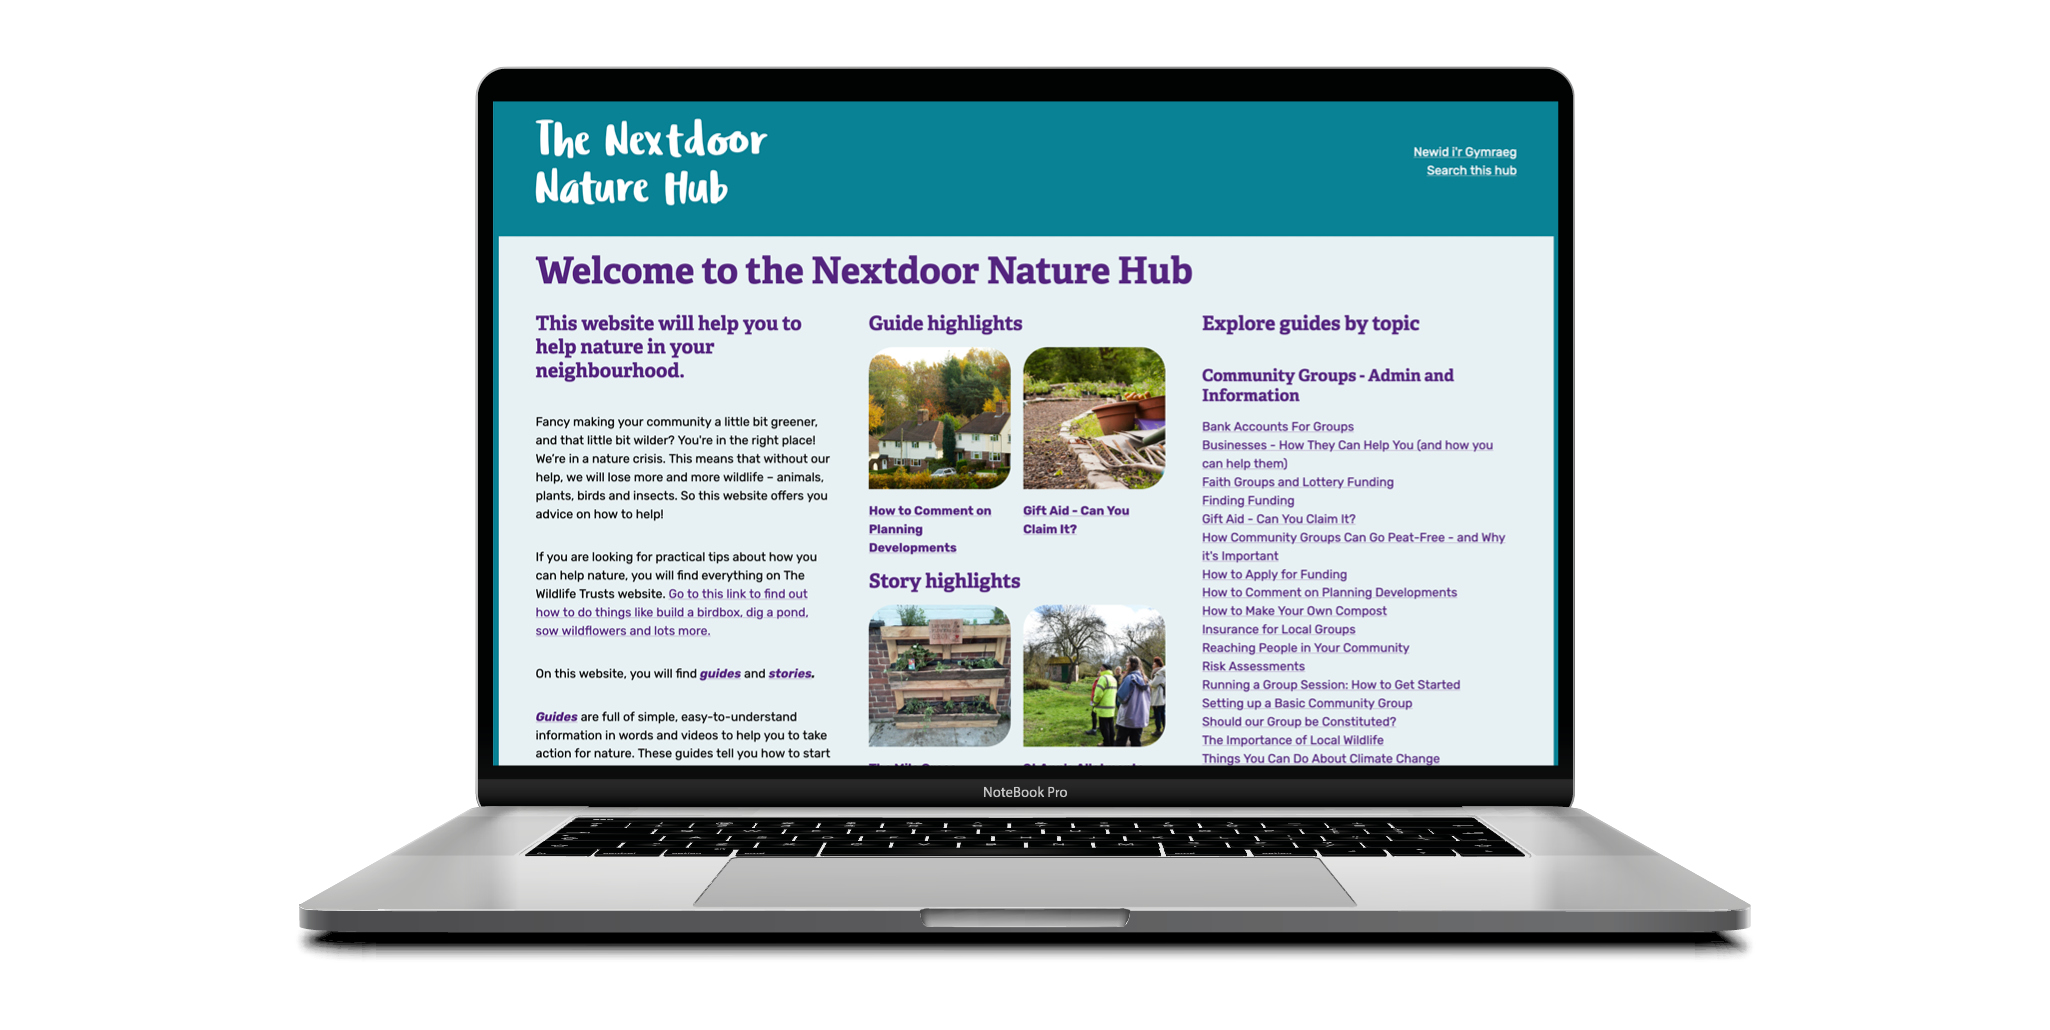 The Nextdoor
Nature Hub
Newid i'r Gymraeg
Search this hub
Welcome to the Nextdoor Nature Hub
This website will help you to
help nature in your
neighbourhood.
Fancy making your community a little bit greener,
and that little bit wilder? You're in the right place!
We're in a nature crisis. This means that without our
help, we will lose more and more wildlife – animals,
plants, birds and insects. So this website offers you
advice on how to help!
If you are looking for practical tips about how you
can help nature, you will find everything on The
Wildlife Trusts website. Go to this link to find out
how to do things like build a birdbox, dig a pond,
sow wildflowers and lots more.
On this website, you will find guides and stories.
Guides are full of simple, easy-to-understand
information in words and videos to help you to take
action for nature. These guides tell you how to start
Guide highlights
How to Comment on
Planning
Developments
Gift Aid - Can You
Claim It?
Story highlights
Explore guides by topic
Community Groups - Admin and
Information
Bank Accounts For Groups
Businesses - How They Can Help You (and how you
can help them)
Faith Groups and Lottery Funding
Finding Funding
Gift Aid - Can You Claim It?
How Community Groups Can Go Peat-Free - and Why
it's Important
How to Apply for Funding
How to Comment on Planning Developments
How to Make Your Own Compost
Insurance for Local Groups
Reaching People in Your Community
Risk Assessments
Running a Group Session: How to Get Started
Setting up a Basic Community Group
Should our Group be Constituted?
The Importance of Local Wildlife
Things You Can Do About Climate Change
NoteBook Pro